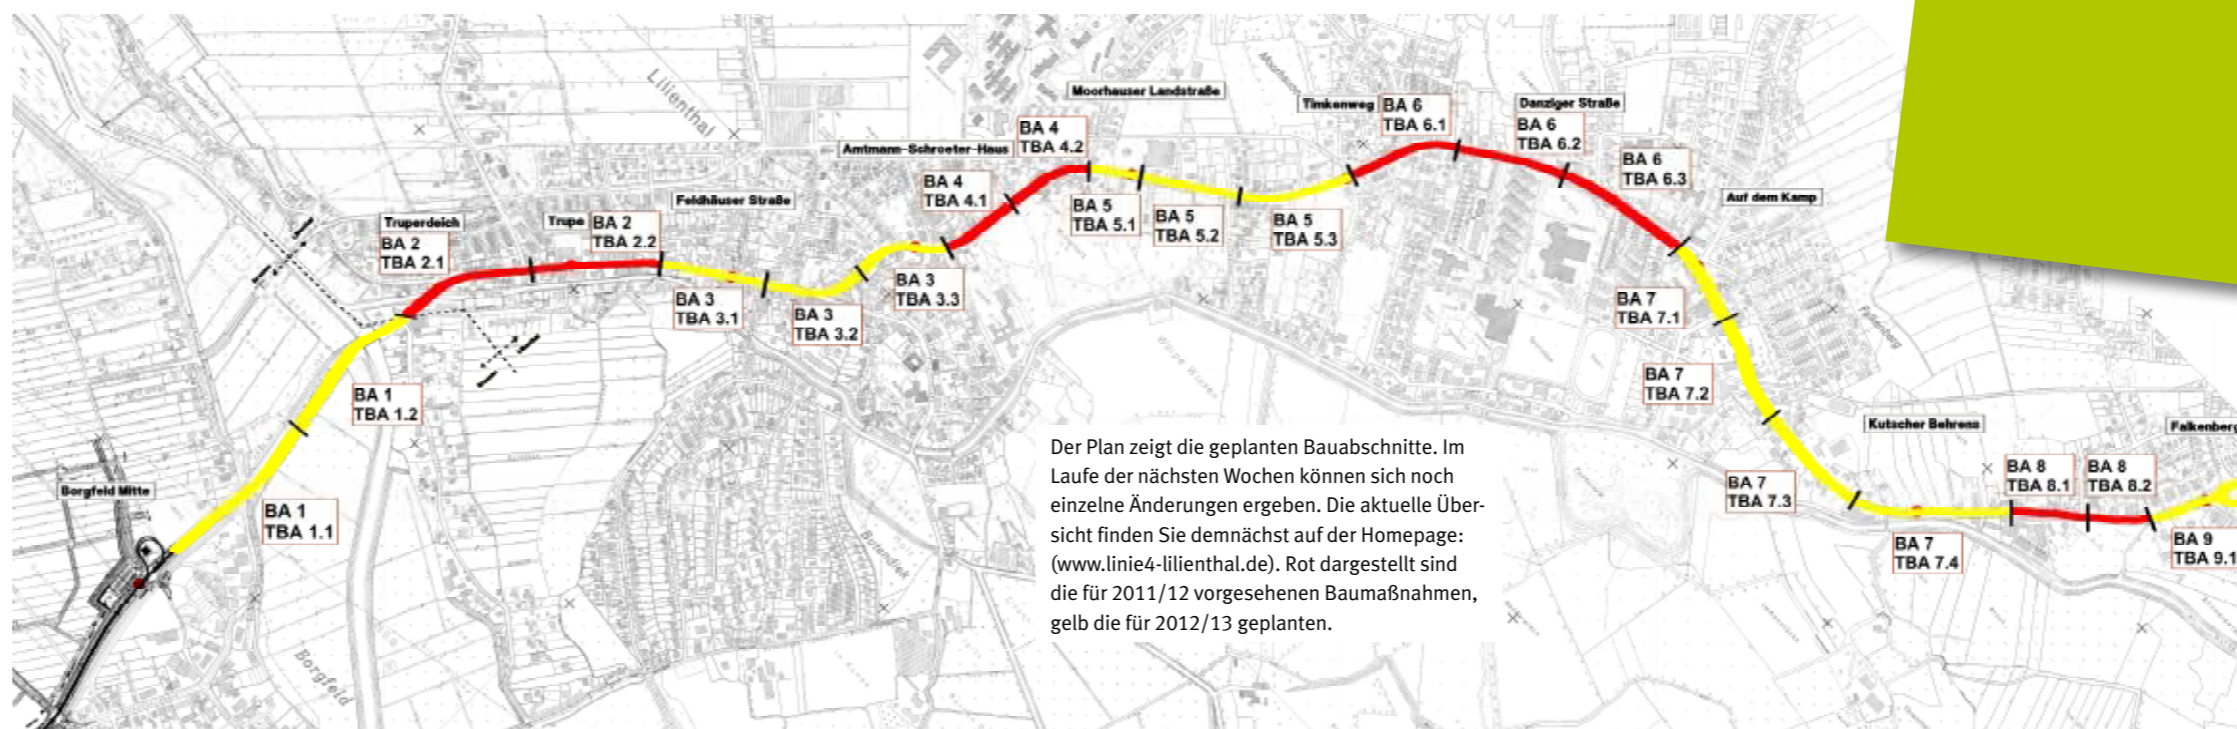 Borgfeld Mitte
BA 1
TBA 1.1
BA 1
TBA 1.2
Truperdeich
BA 2
TBA 2.1
Trupe
BA 2
TBA 2.2
Feldhäuser Straße
BA 3
TBA 3.1
BA 3
TBA 3.2
BA 3
TBA 3.3
Amtmann-Schroeter-Haus
BA 4
TBA 4.1
BA 4
TBA 4.2
Moorhauser Landstraße
BA 5
TBA 5.1
BA 5
TBA 5.2
BA 5
TBA 5.3
Timkenweg
BA 6
TBA 6.1
Danziger Straße
BA 6
TBA 6.2
BA 6
TBA 6.3
Auf dem Kamp
BA 7
TBA 7.1
BA 7
TBA 7.2
BA 7
TBA 7.3
Kutscher Behrens
BA 7
TBA 7.4
BA 8
TBA 8.1
BA 8
TBA 8.2
Falkenberg
BA 9
TBA 9.1
Lilienthal
Borgfeld
Falkenberg
Der Plan zeigt die geplanten Bauabschnitte. Im
Laufe der nächsten Wochen können sich noch
einzelne Änderungen ergeben. Die aktuelle Über-
sicht finden Sie demnächst auf der Homepage:
(www.linie4-lilienthal.de). Rot dargestellt sind
die für 2011/12 vorgesehenen Baumaßnahmen,
gelb die für 2012/13 geplanten.